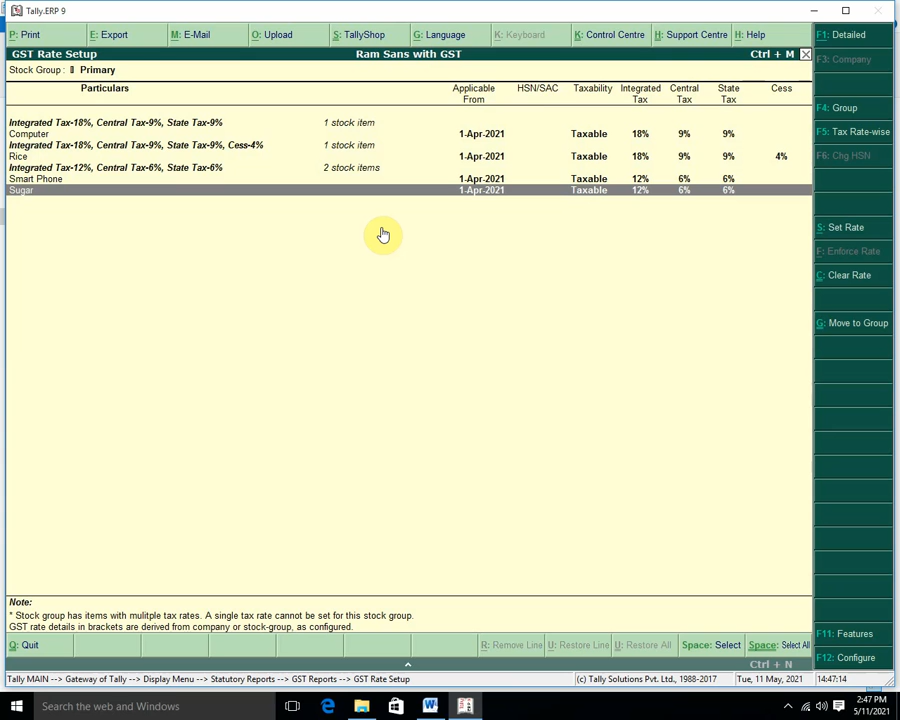 Tally.ERP 9
P: Print E: Export M: E-Mail O: Upload S: TallyShop G: Language K: Keyboard K: Control Centre H: Support Centre H: Help
F1: Detailed
GST Rate Setup Ram Sans with GST Ctrl + M
F3: Company
Stock Group : Primary
Particulars Applicable From HSN/SAC Taxability Integrated Tax Central Tax State Tax Cess
F4: Group
Integrated Tax-18%, Central Tax-9%, State Tax-9% 1 stock item
F5: Tax Rate-wise
Computer 1-Apr-2021 Taxable 18% 9% 9%
Integrated Tax-18%, Central Tax-9%, State Tax-9%, Cess-4% 1 stock item
Rice 1-Apr-2021 Taxable 18% 9% 9% 4%
F6: Chg HSN
Integrated Tax-12%, Central Tax-6%, State Tax-6% 2 stock items
Smart Phone 1-Apr-2021 Taxable 12% 6% 6%
Sugar 1-Apr-2021 Taxable 12% 6% 6%
S: Set Rate
F: Enforce Rate
C: Clear Rate
G: Move to Group
Note:
* Stock group has items with mulitple tax rates. A single tax rate cannot be set for this stock group.
GST rate details in brackets are derived from company or stock-group, as configured.
F11: Features
Q: Quit R: Remove Line U: Restore Line U: Restore All Space: Select Space: Select All
F12: Configure
Ctrl + N
Tally MAIN --> Gateway of Tally --> Display Menu --> Statutory Reports --> GST Reports --> GST Rate Setup (c) Tally Solutions Pvt. Ltd., 1988-2017 Tue, 11 May, 2021 14:47:14
Search the web and Windows
2:47 PM
5/11/2021